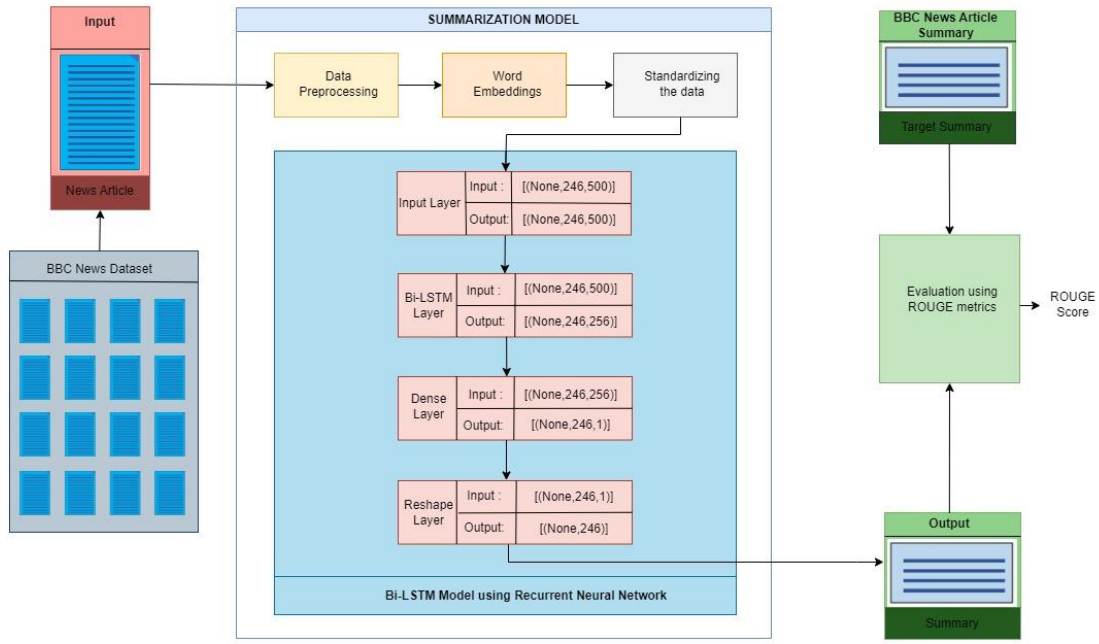 Input
News Article
BBC News Dataset
SUMMARIZATION MODEL
Data
Preprocessing
Word
Embeddings
Standardizing
the data
Input Layer
Input :
[(None,246,500)]
Output:
[(None,246,500)]
Bi-LSTM
Layer
Input :
[(None,246,500)]
Output:
[(None,246,256)]
Dense
Layer
Input :
[(None,246,256)]
Output:
[(None,246,1)]
Reshape
Layer
Input :
[(None,246,1)]
Output:
[(None,246)]
Bi-LSTM Model using Recurrent Neural Network
BBC News Article
Summary
Target Summary
Evaluation using
ROUGE metrics
ROUGE
Score
Output
Summary